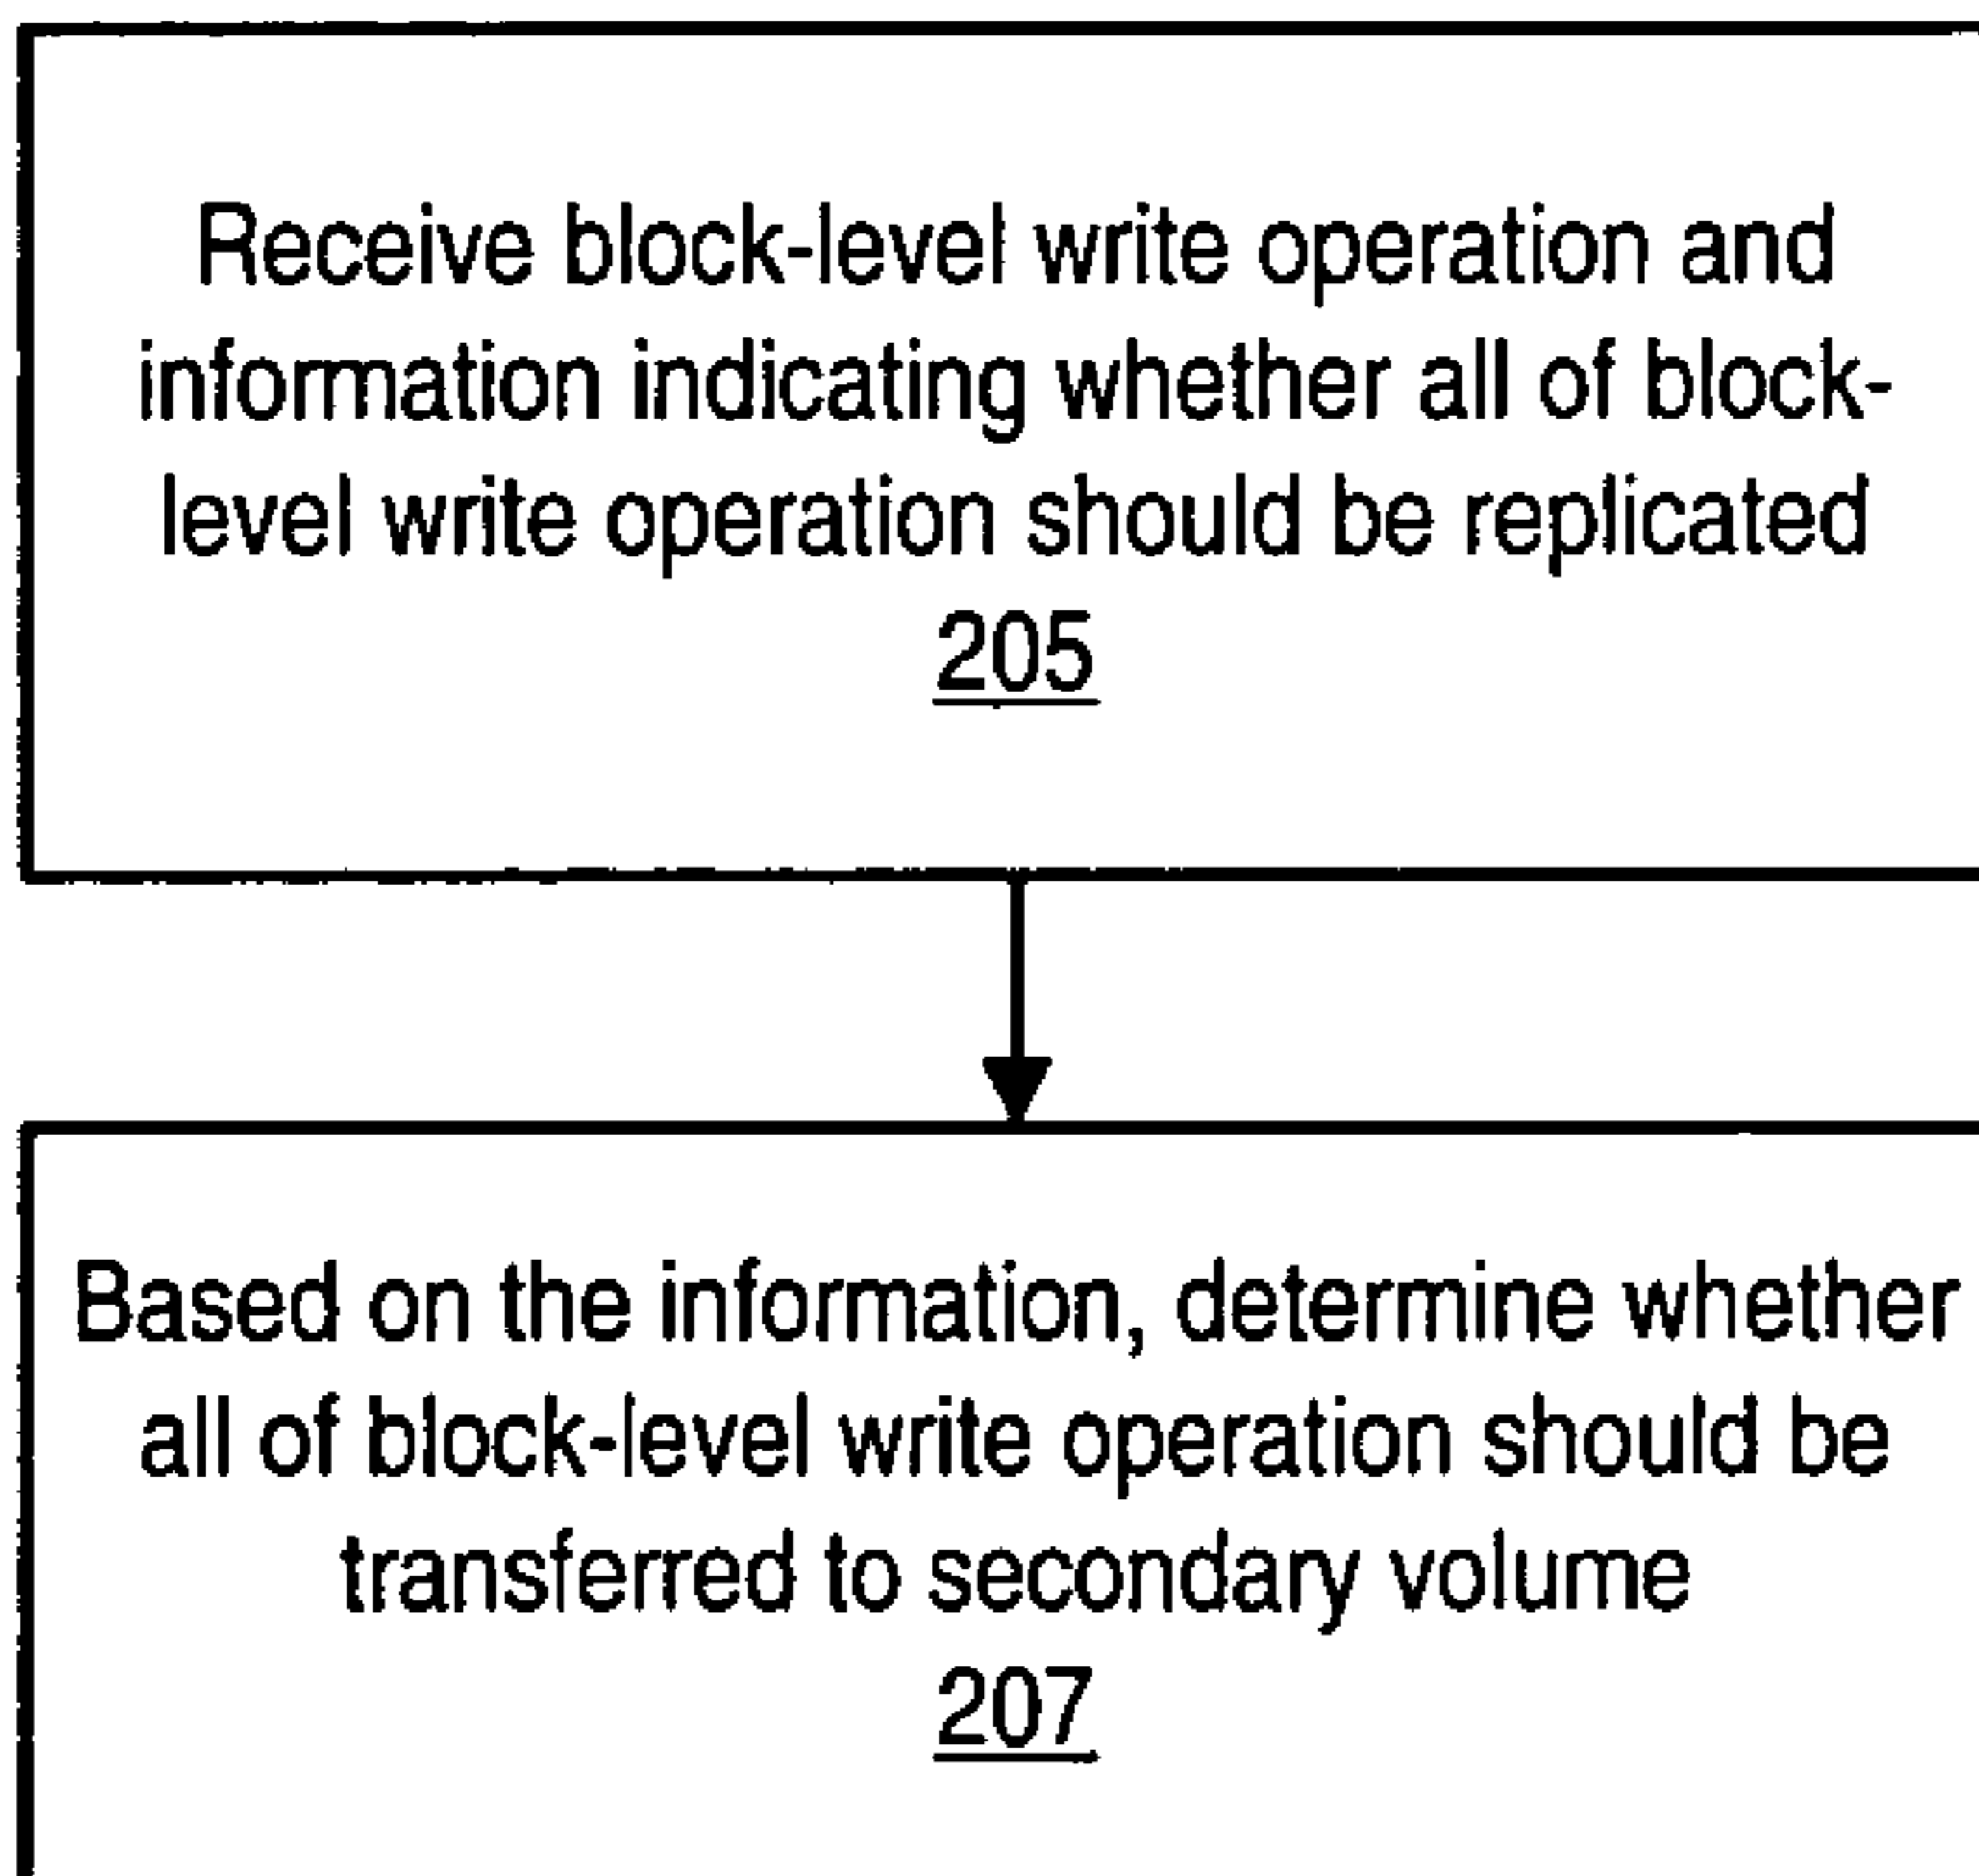 Receive block-level write operation and
information indicating whether all of block-
level write operation should be replicated
205
Based on the information, determine whether
all of block-level write operation should be
transferred to secondary volume
207